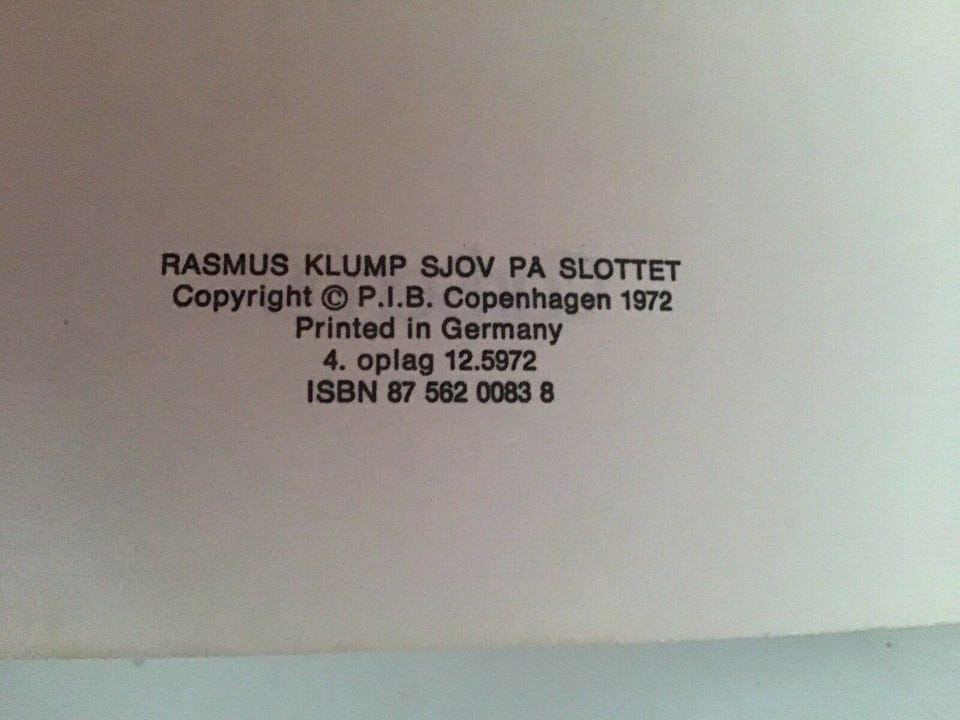 RASMUS KLUMP SJOV PÅ SLOTTET
Copyright © P.I.B. Copenhagen 1972
Printed in Germany
4. oplag 12.5972
ISBN 87 562 0083 8